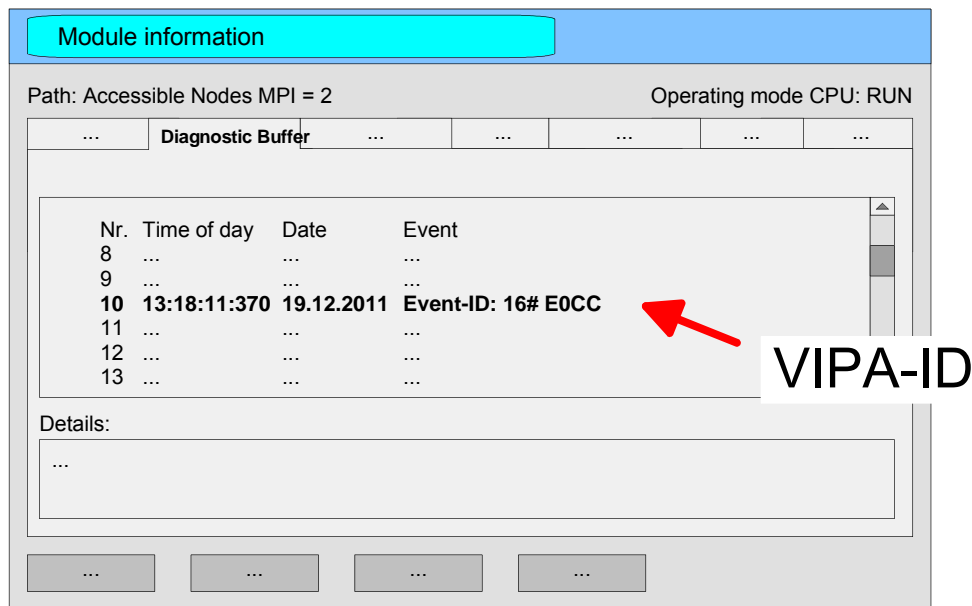 Module information
Path: Accessible Nodes MPI = 2 Operating mode CPU: RUN
... Diagnostic Buffer ... ... ... ... ...
Nr. Time of day Date Event
8 ... ... ...
9 ... ... ...
10 13:18:11:370 19.12.2011 Event-ID: 16# E0CC
11 ... ... ...
12 ... ... ...
13 ... ... ...
VIPA-ID
Details:
...
... ... ... ...